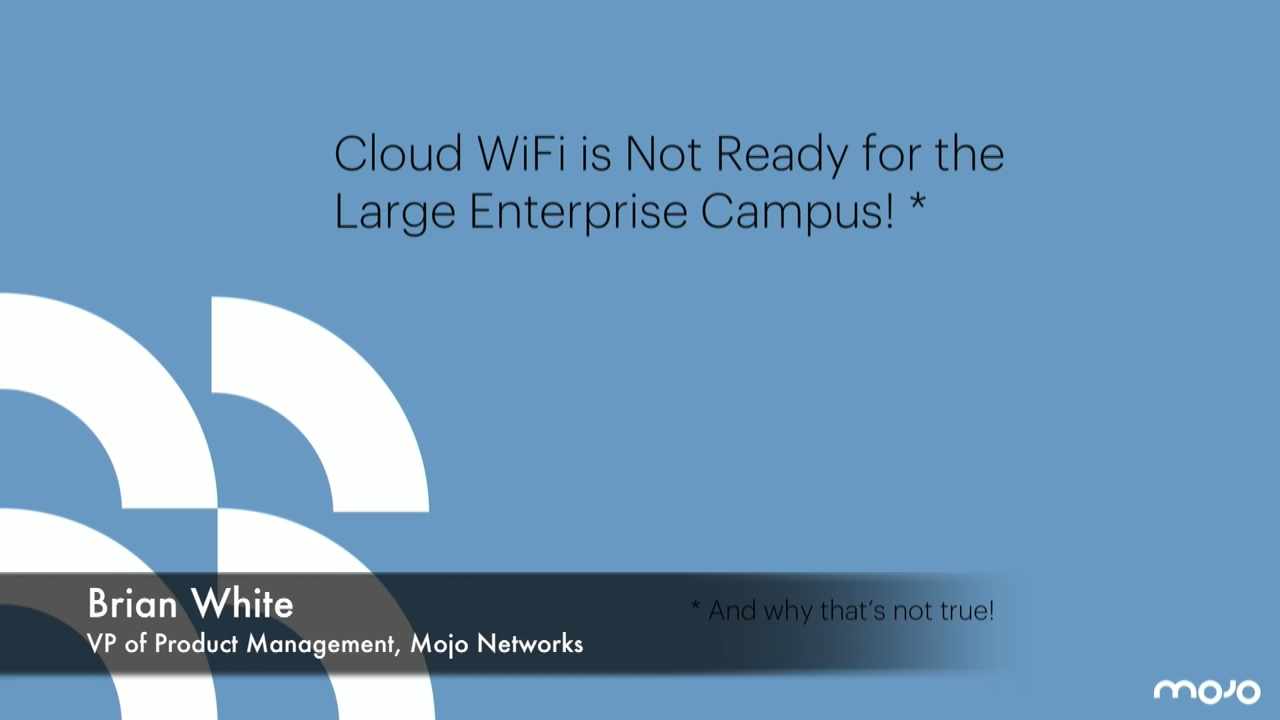 Cloud WiFi is Not Ready for the
Large Enterprise Campus! *
Brian White
* And why that's not true!
VP of Product Management, Mojo Networks
mojo